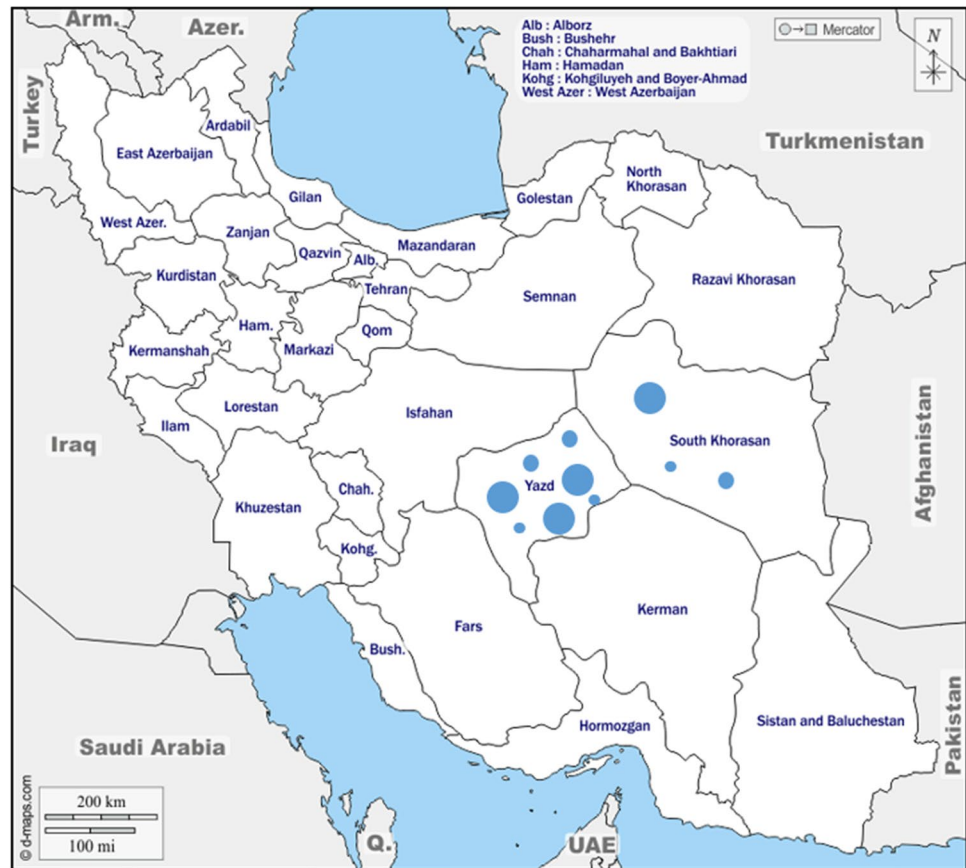 Arm.
Azer.
Turkey
Alb : Alborz
Bush : Bushehr
Chah : Chaharmahal and Bakhtiari
Ham : Hamadan
Kohg : Kohgiluyeh and Boyer-Ahmad
West Azer : West Azerbaijan
Mercator
N
Turkmenistan
Ardabil
East Azerbaijan
Gilan
Golestan
North
Khorasan
West Azer.
Zanjan
Mazandaran
Qazvin
Alb.
Kurdistan
Tehran
Semnan
Razavi Khorasan
Ham.
Qom
Kermanshah
Markazi
Lorestan
Isfahan
Ilam
South Khorasan
Iraq
Afghanistan
Khuzestan
Chah.
Yazd
Kohg.
Kerman
Fars
Bush.
Hormozgan
Sistan and Baluchestan
Pakistan
Saudi Arabia
200 km
100 mi
Q.
UAE
© d-maps.com